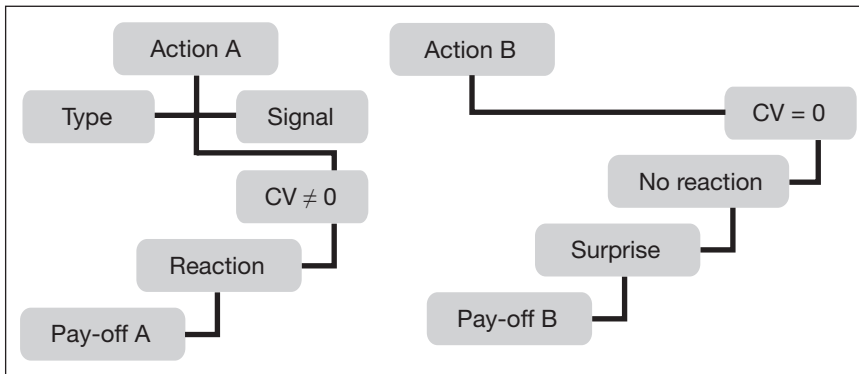 Action A
Type
Signal
CV ≠ 0
Reaction
Pay-off A
Action B
CV = 0
No reaction
Surprise
Pay-off B